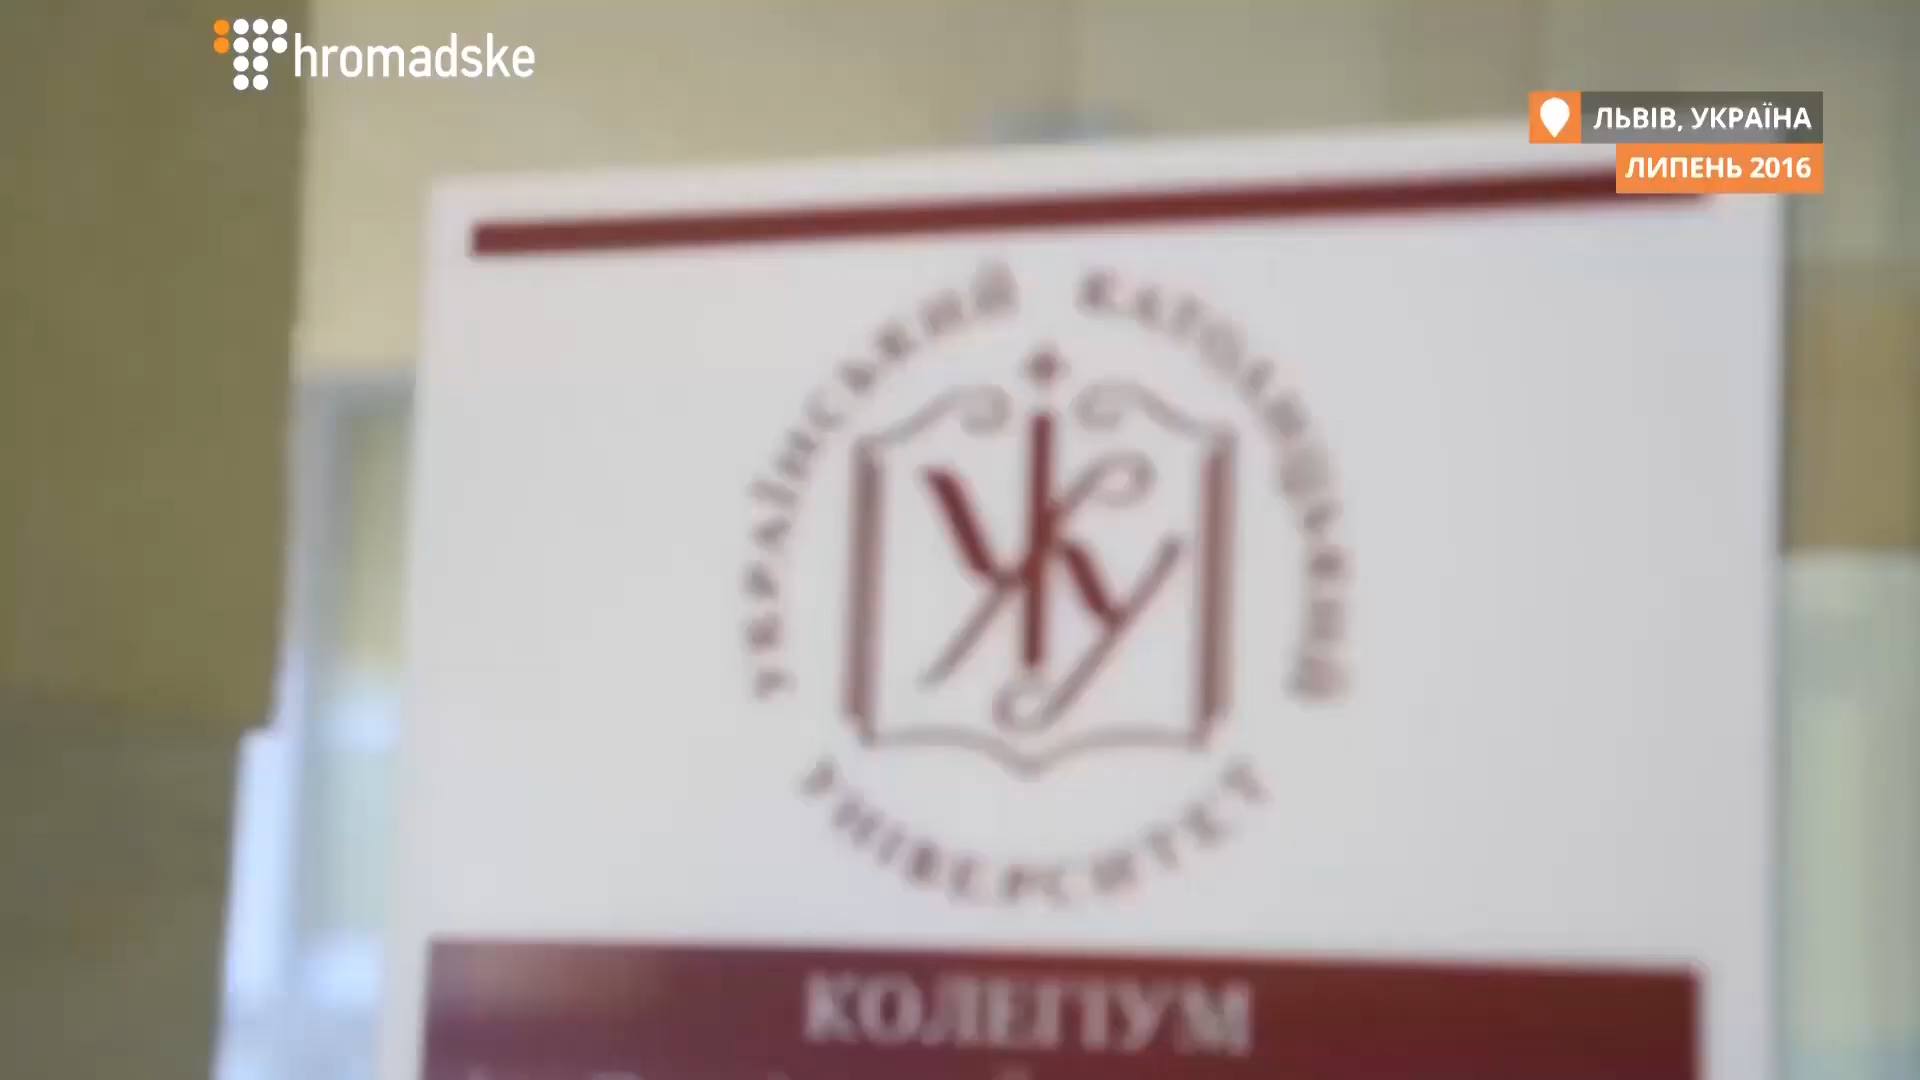 hromadske
ЛЬВІВ, УКРАЇНА
ЛИПЕНЬ 2016
УКРАЇНСЬКИЙ КАТОЛИЦЬКИЙ
УНІВЕРСИТЕТ
КОЛЕГІУМ